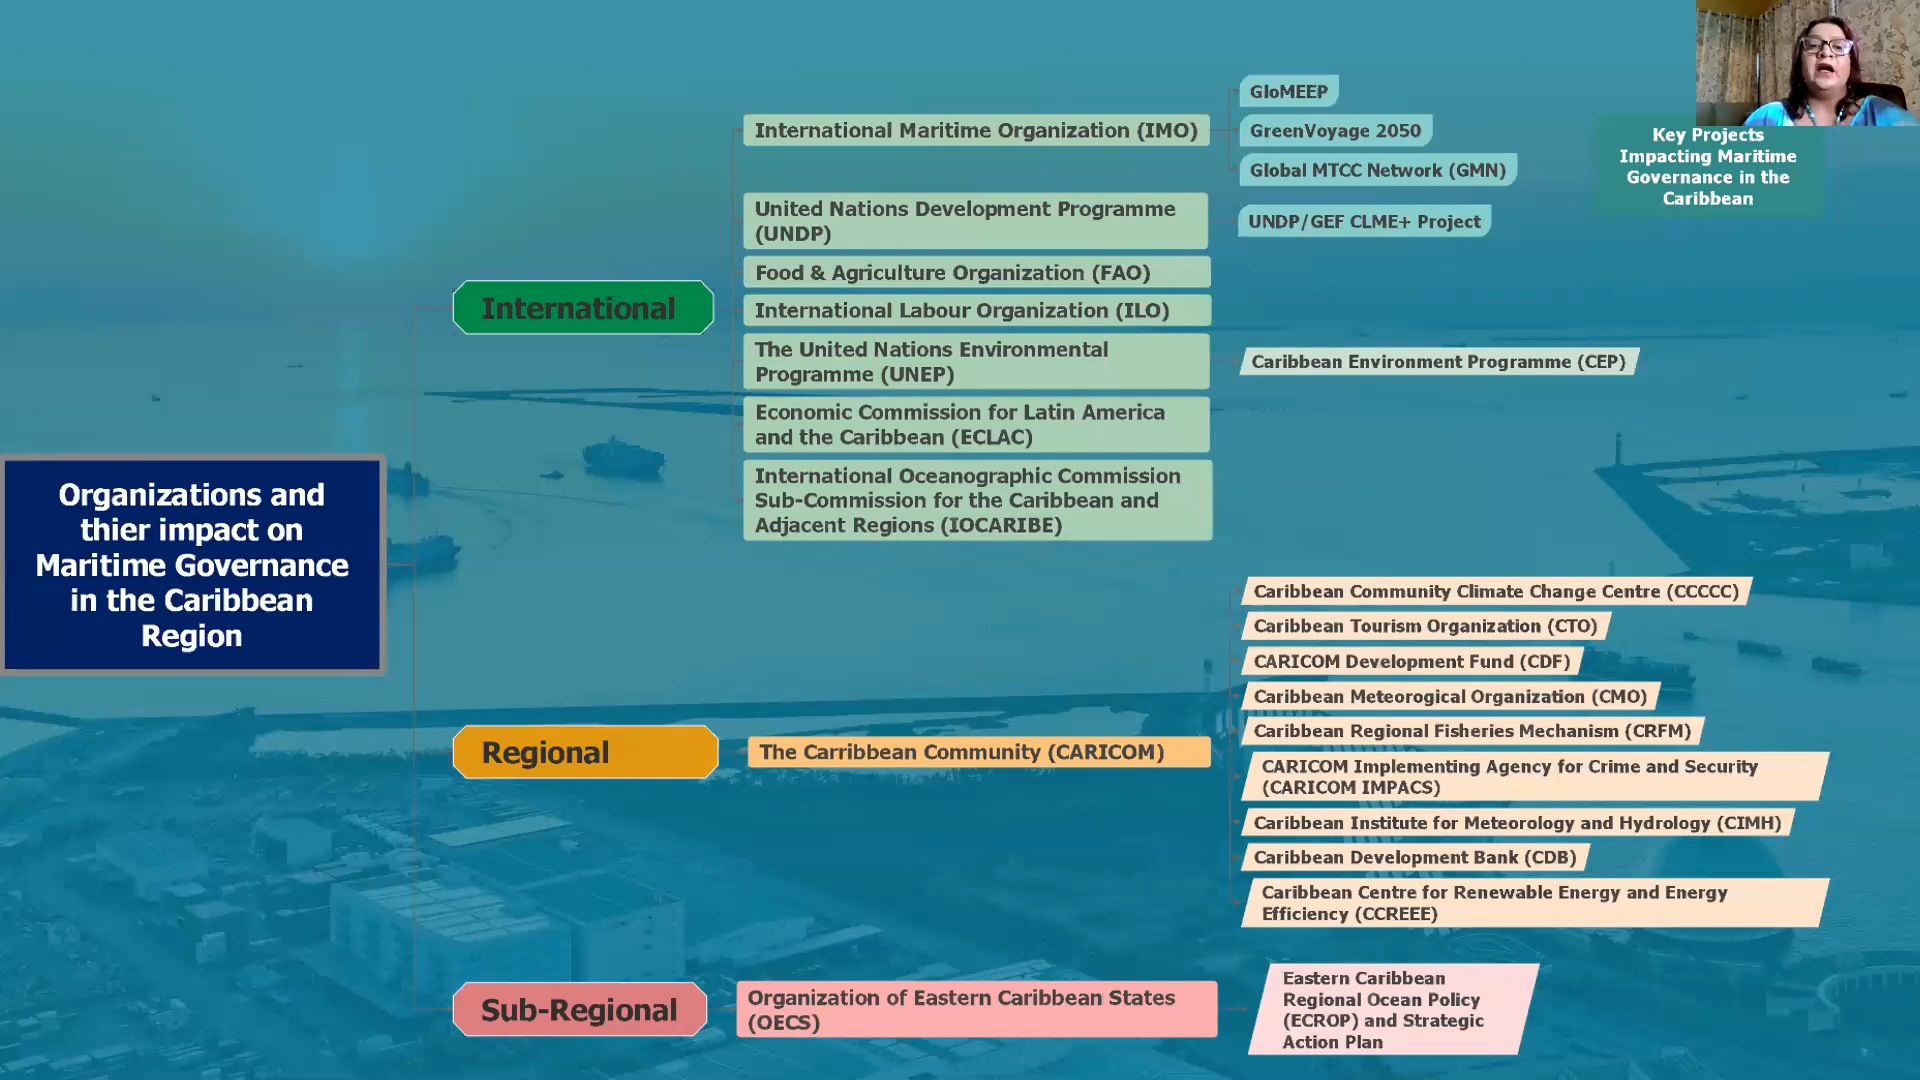 Organizations and
thier impact on
Maritime Governance
in the Caribbean
Region
International
International Maritime Organization (IMO)
GloMEEP
GreenVoyage 2050
Global MTCC Network (GMN)
Key Projects
Impacting Maritime
Governance in the
Caribbean
United Nations Development Programme
(UNDP)
UNDP/GEF CLME+ Project
Food & Agriculture Organization (FAO)
International Labour Organization (ILO)
The United Nations Environmental
Programme (UNEP)
Caribbean Environment Programme (CEP)
Economic Commission for Latin America
and the Caribbean (ECLAC)
International Oceanographic Commission
Sub-Commission for the Caribbean and
Adjacent Regions (IOCARIBE)
Regional
The Carribbean Community (CARICOM)
Caribbean Community Climate Change Centre (CCCCC)
Caribbean Tourism Organization (CTO)
CARICOM Development Fund (CDF)
Caribbean Meteorogical Organization (CMO)
Caribbean Regional Fisheries Mechanism (CRFM)
CARICOM Implementing Agency for Crime and Security
(CARICOM IMPACS)
Caribbean Institute for Meteorology and Hydrology (CIMH)
Caribbean Development Bank (CDB)
Caribbean Centre for Renewable Energy and Energy
Efficiency (CCREEE)
Sub-Regional
Organization of Eastern Caribbean States
(OECS)
Eastern Caribbean
Regional Ocean Policy
(ECROP) and Strategic
Action Plan